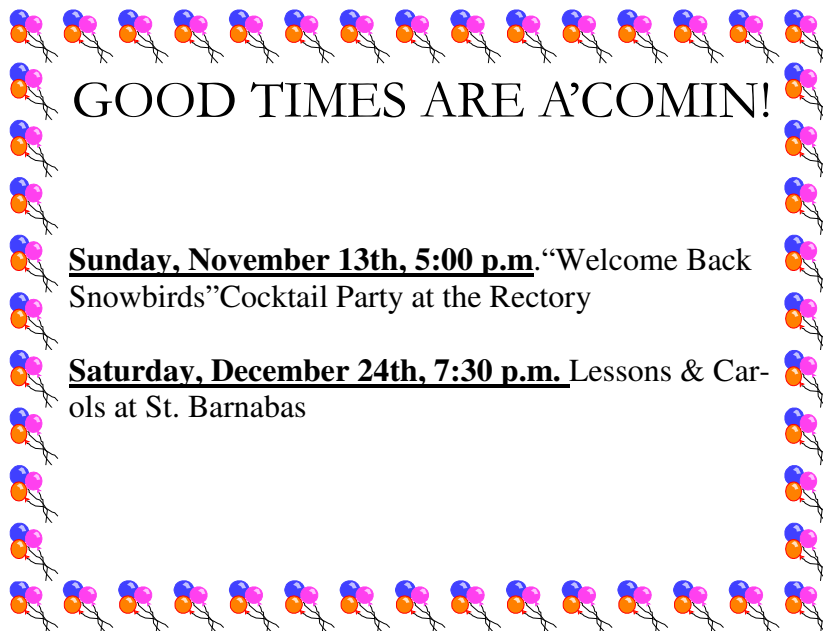 GOOD TIMES ARE A’COMIN!
Sunday, November 13th, 5:00 p.m.“Welcome Back
Snowbirds”Cocktail Party at the Rectory
Saturday, December 24th, 7:30 p.m. Lessons & Car-
ols at St. Barnabas